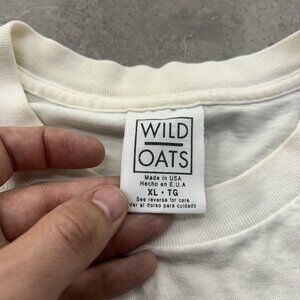 WILD
OATS
Made in USA
Hecho en E.U.A
XL • TG
See reverse for care
Ver al dorso para cuidado